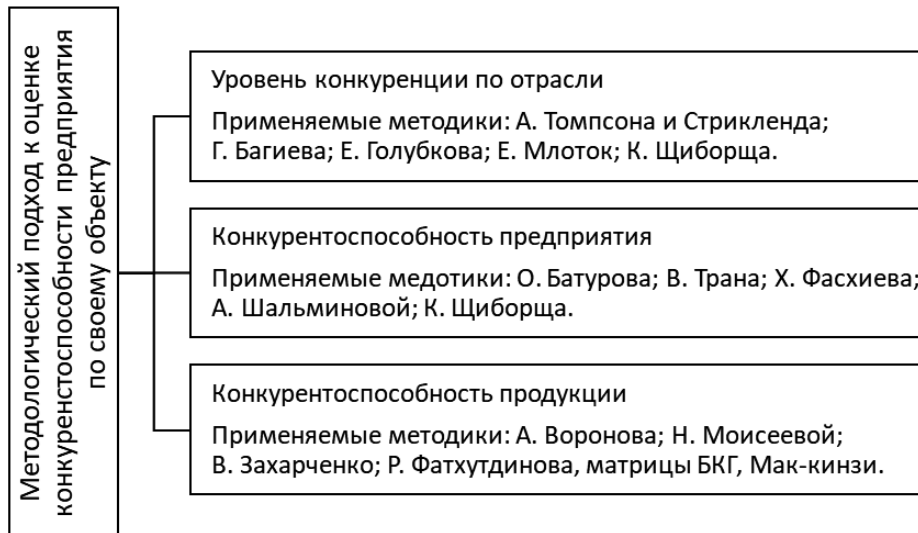 Методологический подход к оценке
конкуренстоспособности предприятия
по своему объекту
Уровень конкуренции по отрасли
Применяемые методики: А. Томпсона и Стрикленда;
Г. Багиева; Е. Голубкова; Е. Млоток; К. Щиборща.
Конкурентоспособность предприятия
Применяемые медотики: О. Батурова; В. Трана; Х. Фасхиева;
А. Шальминовой; К. Щиборща.
Конкурентоспособность продукции
Применяемые методики: А. Воронова; Н. Моисеевой;
В. Захарченко; Р. Фатхутдинова, матрицы БКГ, Мак-кинзи.